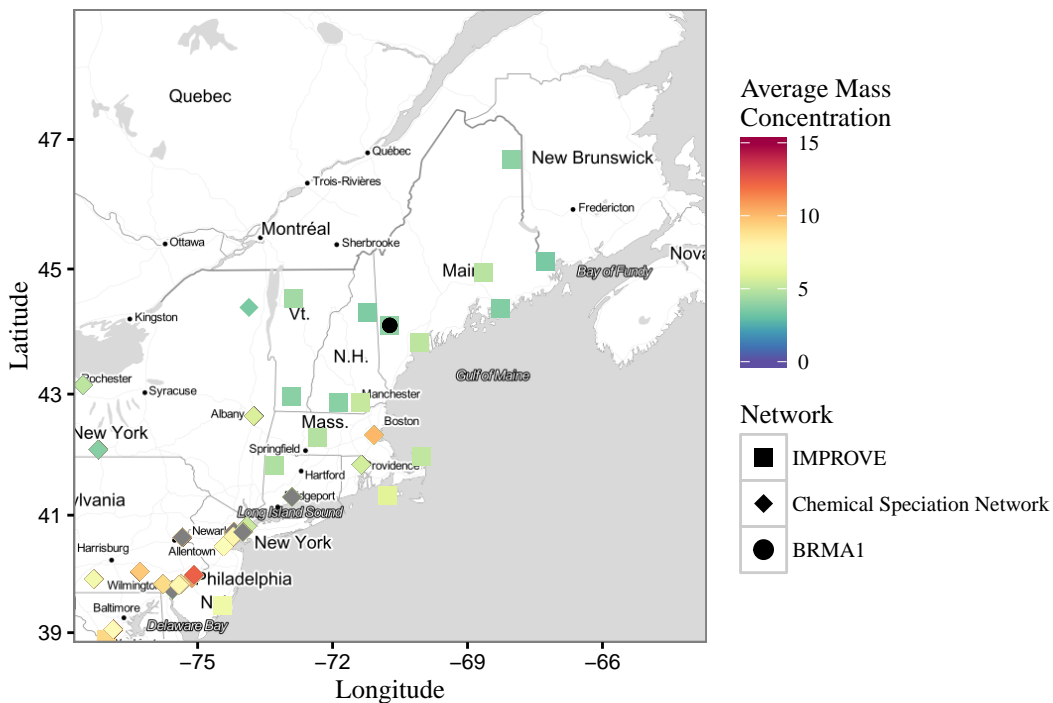 Quebec
47
Québec
New Brunswick
Trois-Rivières
Fredericton
Montréal
Ottawa
Sherbrooke
Nova
45
Bay of Fundy
Vt.
Kingston
N.H.
43
Gulf of Maine
Rochester
Syracuse
Manchester
Albany
Boston
Mass.
New York
Springfield
Providence
Hartford
41
Long Island Sound
Newark
New York
Harrisburg
Allentown
Philadelphia
Wilmington
Baltimore
Delaware Bay
39
−75
−72
−69
−66
Longitude
Latitude
Average Mass
Concentration
15
10
5
0
Network
IMPROVE
Chemical Speciation Network
BRMA1